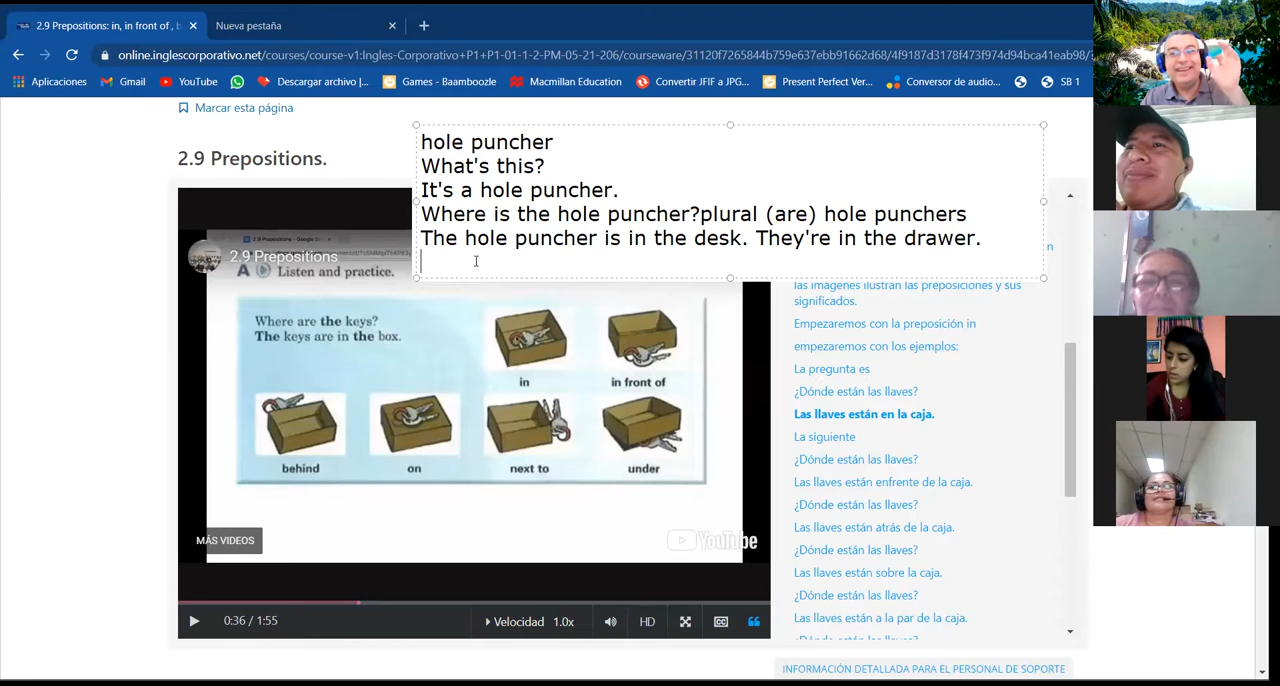 2.9 Prepositions: in, in front of , b
Nueva pestaña
online.inglescorporativo.net/courses/course-v1:Ingles-Corporativo+P1+P1-01-1-2-PM-05-21-206/courseware/31120f7265844b759e637ebb91662d68/4f9187d3178f473f974d94bca41eab98/
Aplicaciones
Gmail
YouTube
Descargar archivo |...
Games - Baamboozle
Macmillan Education
Convertir JFIF a JPG...
Present Perfect Ver...
Conversor de audio...
SB 1
Marcar esta página
2.9 Prepositions.
hole puncher
What's this?
It's a hole puncher.
Where is the hole puncher?plural (are) hole punchers
The hole puncher is in the desk. They're in the drawer.
2.9 Prepositions
A Listen and practice.
Where are the keys?
The keys are in the box.
in
in front of
behind
on
next to
under
MÁS VIDEOS
YouTube
0:36 / 1:55
Velocidad 1.0x
HD
CC
las imágenes ilustran las preposiciones y sus
significados.
Empezaremos con la preposición in
empezaremos con los ejemplos:
La pregunta es
¿Dónde están las llaves?
Las llaves están en la caja.
La siguiente
¿Dónde están las llaves?
Las llaves están enfrente de la caja.
¿Dónde están las llaves?
Las llaves están atrás de la caja.
¿Dónde están las llaves?
Las llaves están sobre la caja.
¿Dónde están las llaves?
Las llaves están a la par de la caja.
¿Dónde están las llaves?
INFORMACIÓN DETALLADA PARA EL PERSONAL DE SOPORTE